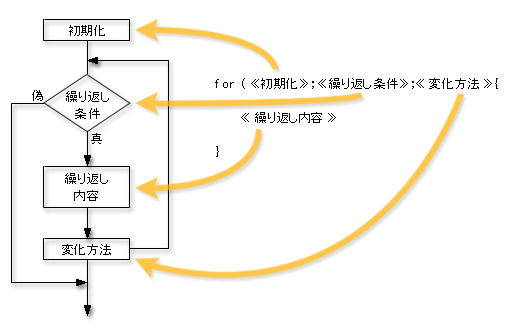 初期化
偽
繰り返し
条件
真
繰り返し
内容
変化方法
for (≪初期化≫;≪繰り返し条件≫;≪変化方法≫{
≪繰り返し内容≫
}